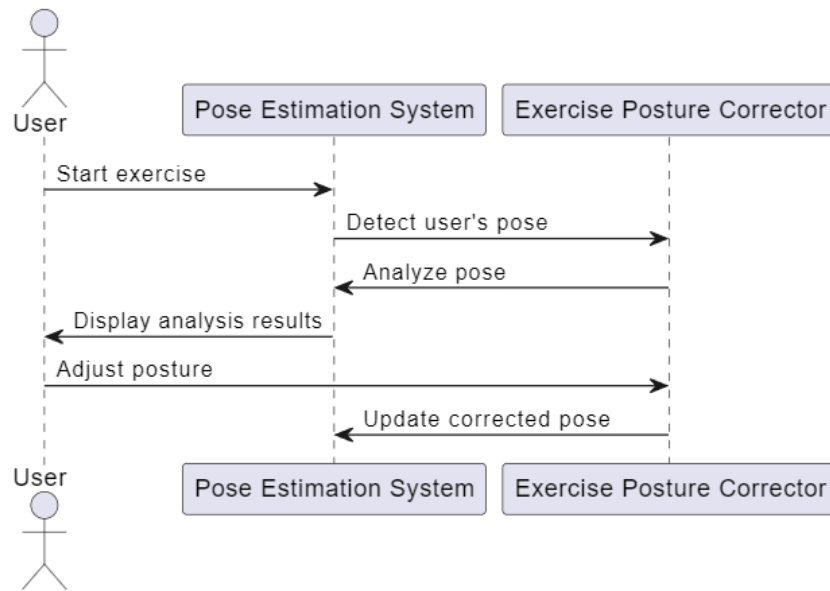 User
Pose Estimation System
Exercise Posture Corrector
Start exercise
Detect user's pose
Analyze pose
Display analysis results
Adjust posture
Update corrected pose
User
Pose Estimation System
Exercise Posture Corrector